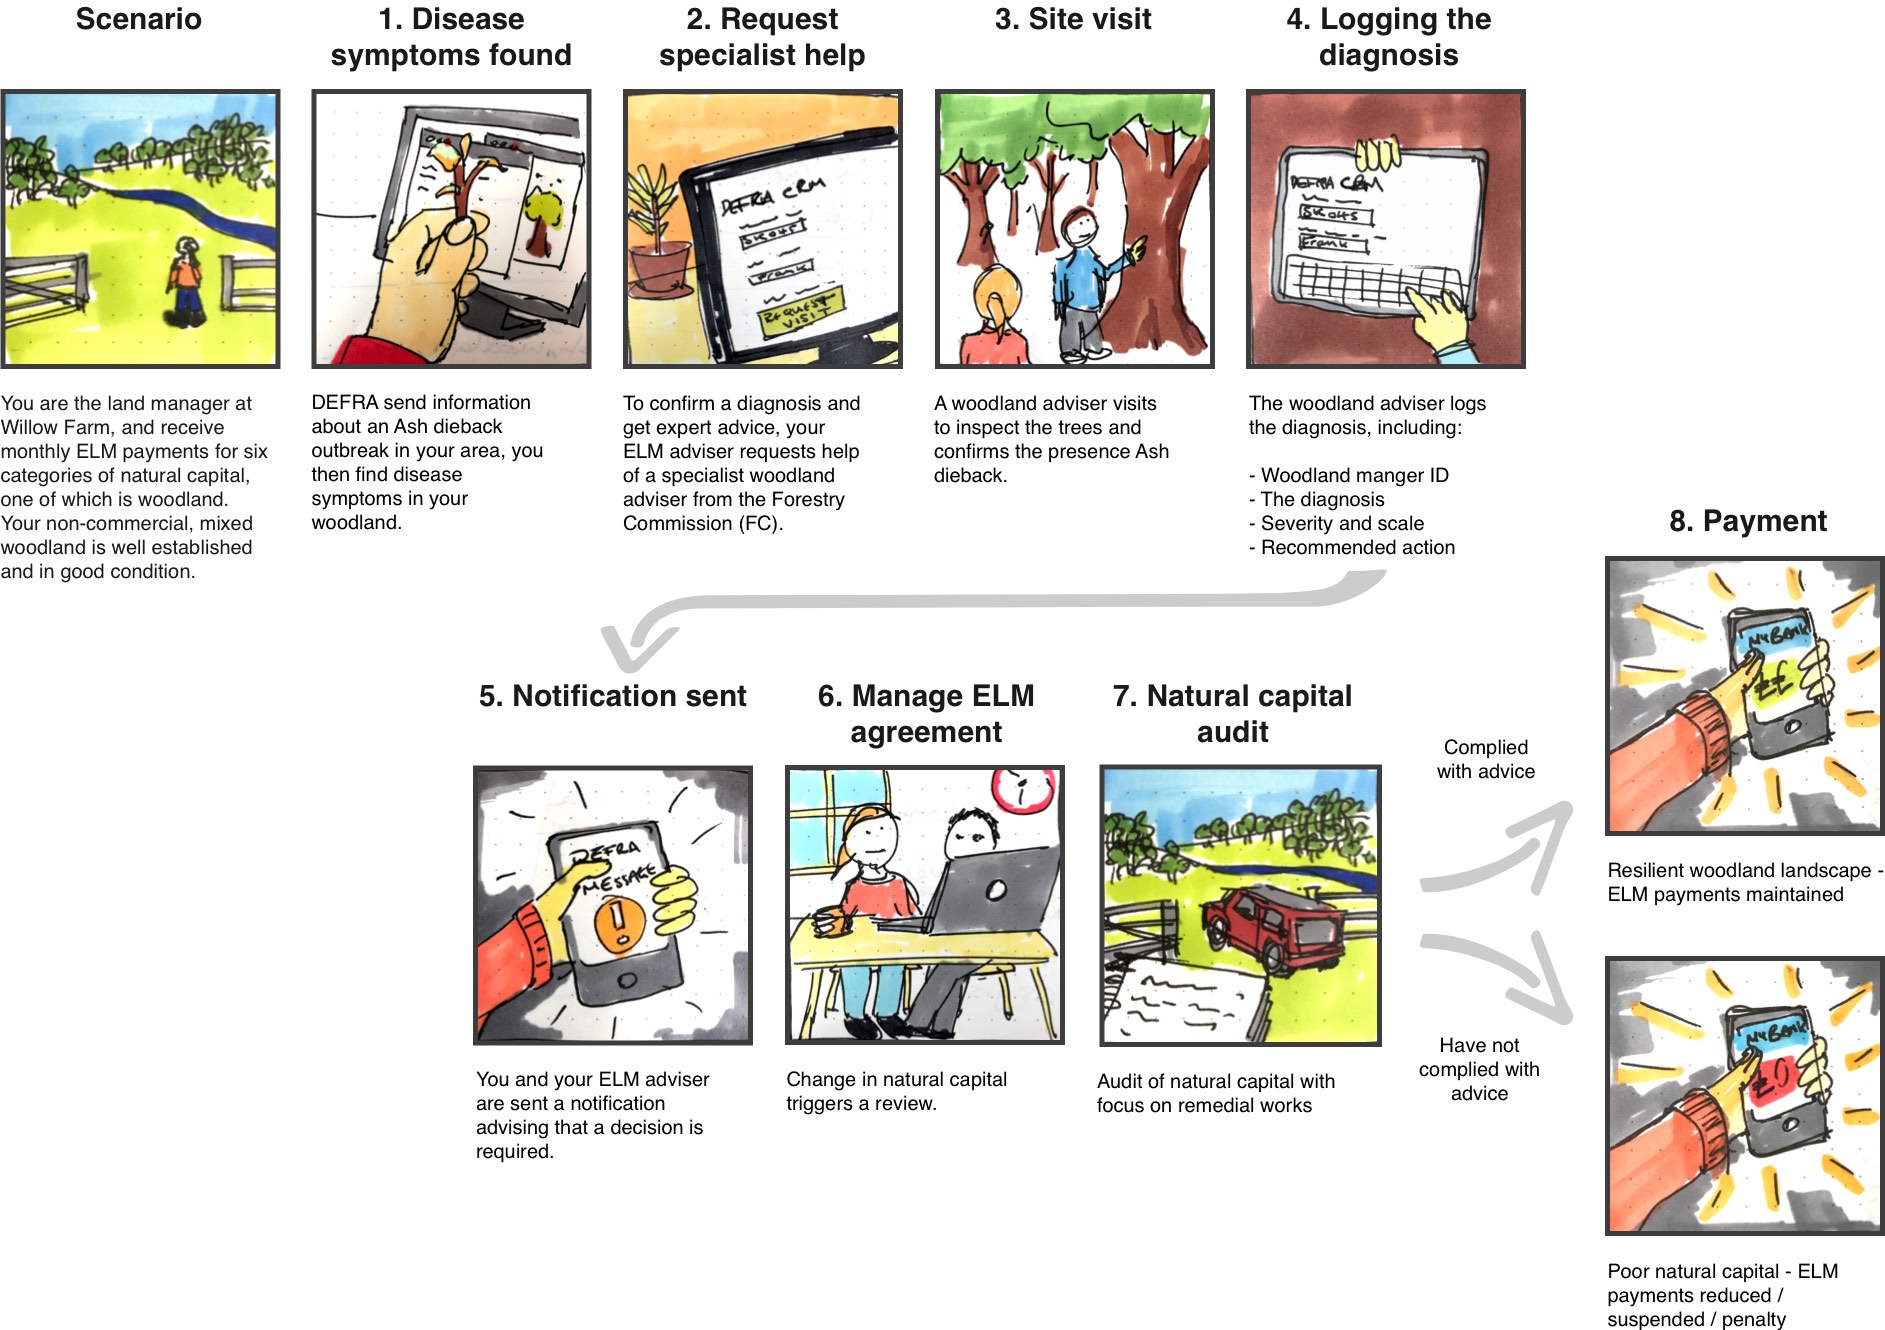 Scenario
You are the land manager at
Willow Farm, and receive
monthly ELM payments for six
categories of natural capital,
one of which is woodland.
Your non-commercial, mixed
woodland is well established
and in good condition.
1. Disease
symptoms found
DEFRA send information
about an Ash dieback
outbreak in your area, you
then find disease
symptoms in your
woodland.
2. Request
specialist help
DEFRA CRM
SK045
Frank
REQUEST
VISIT
To confirm a diagnosis and
get expert advice, your
ELM adviser requests help
of a specialist woodland
adviser from the Forestry
Commission (FC).
3. Site visit
A woodland adviser visits
to inspect the trees and
confirms the presence Ash
dieback.
4. Logging the
diagnosis
DEFRA CRM
SK045
Frank
The woodland adviser logs
the diagnosis, including:
- Woodland manger ID
- The diagnosis
- Severity and scale
- Recommended action
5. Notification sent
DEFRA
MESSAGE
!
You and your ELM adviser
are sent a notification
advising that a decision is
required.
6. Manage ELM
agreement
Change in natural capital
triggers a review.
7. Natural capital
audit
Audit of natural capital with
focus on remedial works
Complied
with advice
Have not
complied with
advice
8. Payment
MY BANK
££
Resilient woodland landscape -
ELM payments maintained
MY BANK
£0
Poor natural capital - ELM
payments reduced /
suspended / penalty